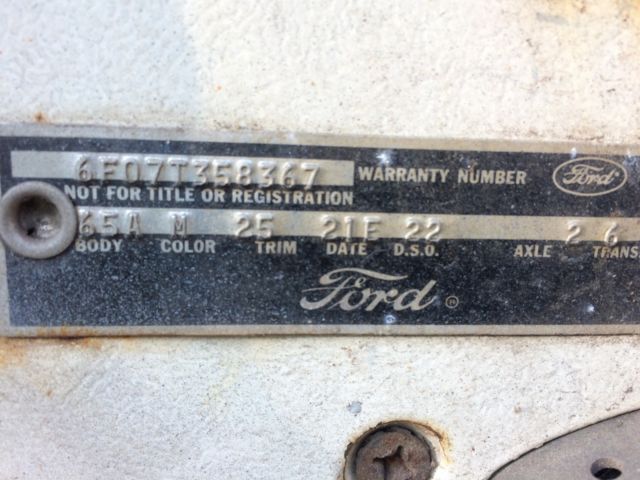 6F07T358367 WARRANTY NUMBER Ford
NOT FOR TITLE OR REGISTRATION
65A M 25 21E 22 2 6
BODY COLOR TRIM DATE D.S.O. AXLE TRANS
Ford ®